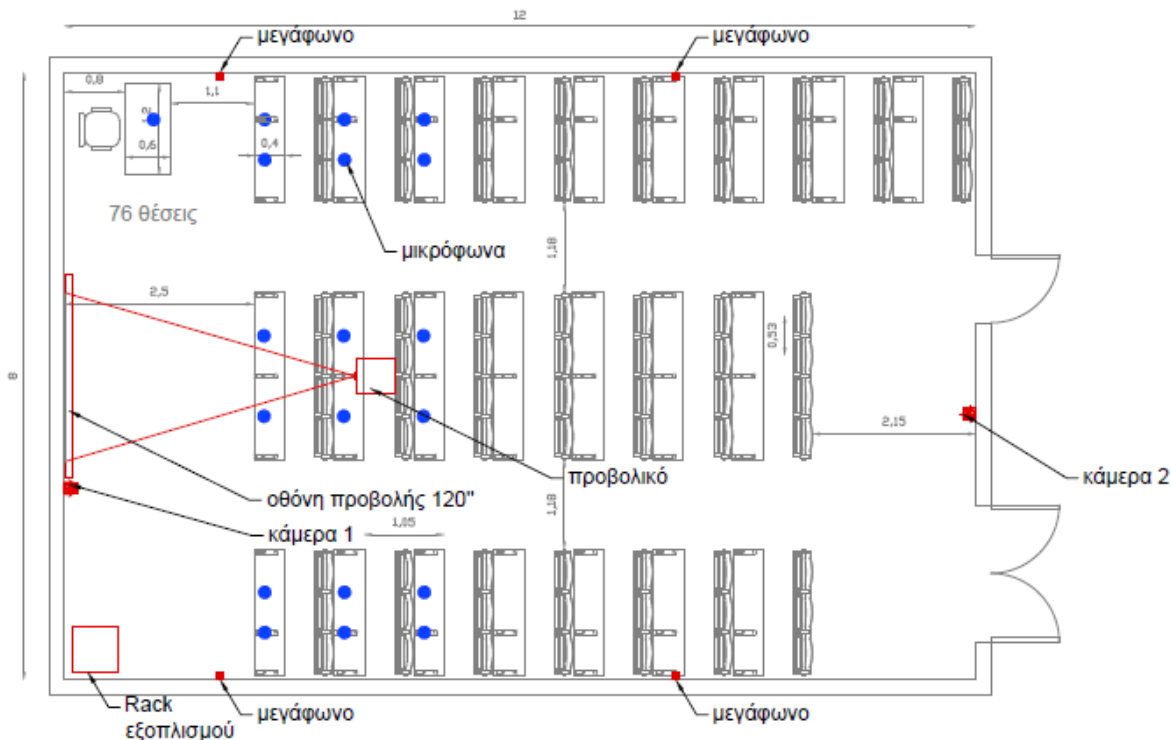 12
μεγάφωνο
μεγάφωνο
0,8
1,1
1,2
0,6
0,4
76 θέσεις
μικρόφωνα
1,18
2,5
0,53
8
2,15
προβολικό
κάμερα 2
οθόνη προβολής 120"
1,18
κάμερα 1
1,05
Rack
εξοπλισμού
μεγάφωνο
μεγάφωνο